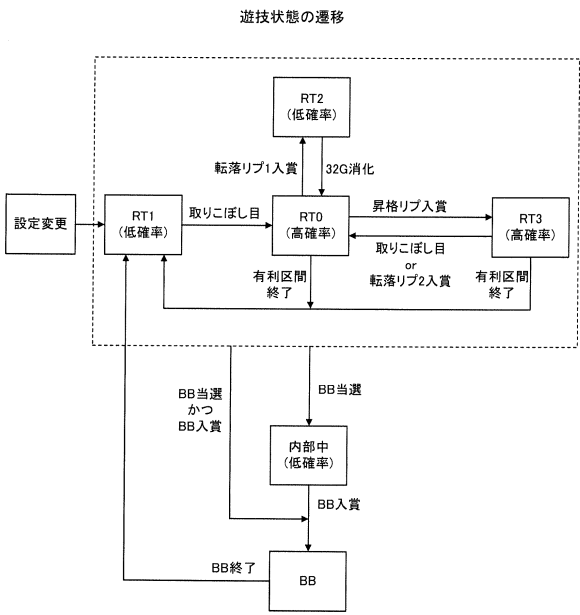 遊技状態の遷移
RT2
(低確率)
転落リプ1入賞
32G消化
設定変更
RT1
(低確率)
取りこぼし目
RT0
(高確率)
昇格リプ入賞
RT3
(高確率)
取りこぼし目
or
転落リプ2入賞
有利区間
終了
有利区間
終了
BB当選
かつ
BB入賞
BB当選
内部中
(低確率)
BB入賞
BB終了
BB